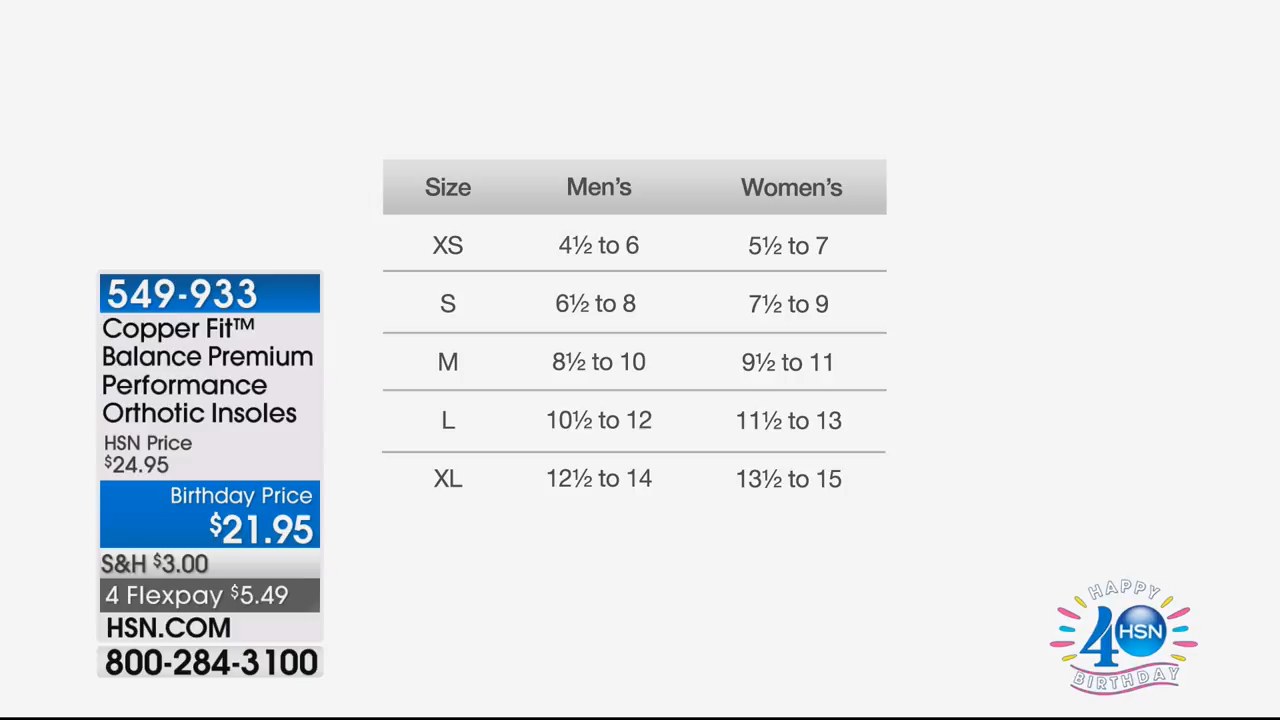 Size Men's Women's
XS 4½ to 6 5½ to 7
S 6½ to 8 7½ to 9
M 8½ to 10 9½ to 11
L 10½ to 12 11½ to 13
XL 12½ to 14 13½ to 15
549-933
Copper Fit™
Balance Premium
Performance
Orthotic Insoles
HSN Price
$24.95
Birthday Price
$21.95
S&H $3.00
4 Flexpay $5.49
HSN.COM
800-284-3100
HAPPY
40 HSN
BIRTHDAY